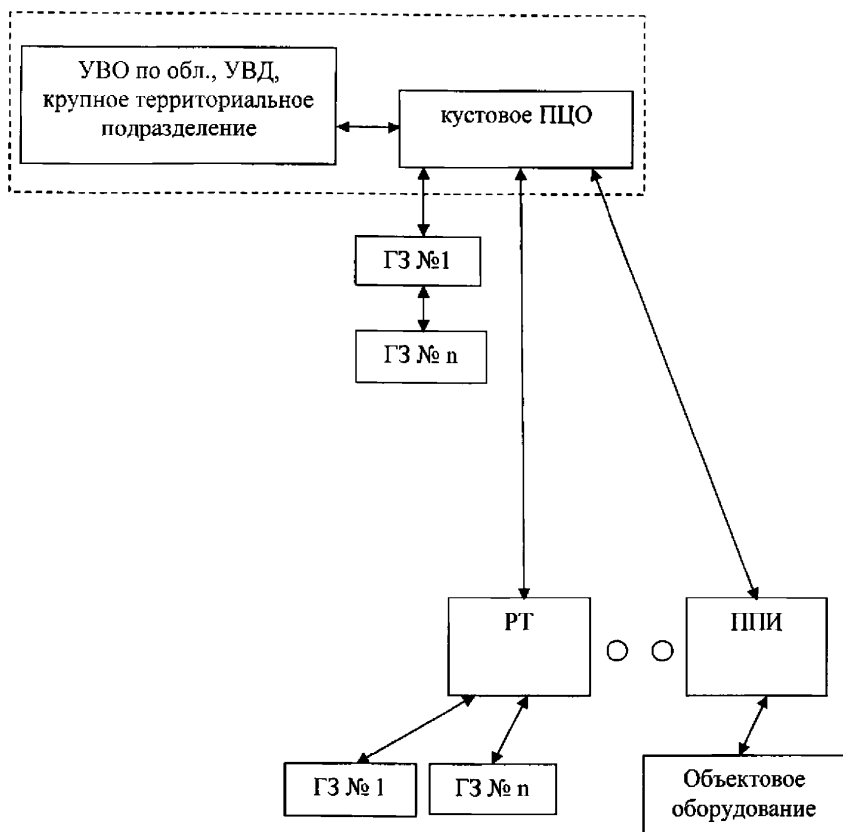 УВО по обл., УВД,
крупное территориальное
подразделение
кустовое ПЦО
ГЗ №1
ГЗ № n
РТ
ППИ
ГЗ № 1
ГЗ № n
Объектовое
оборудование